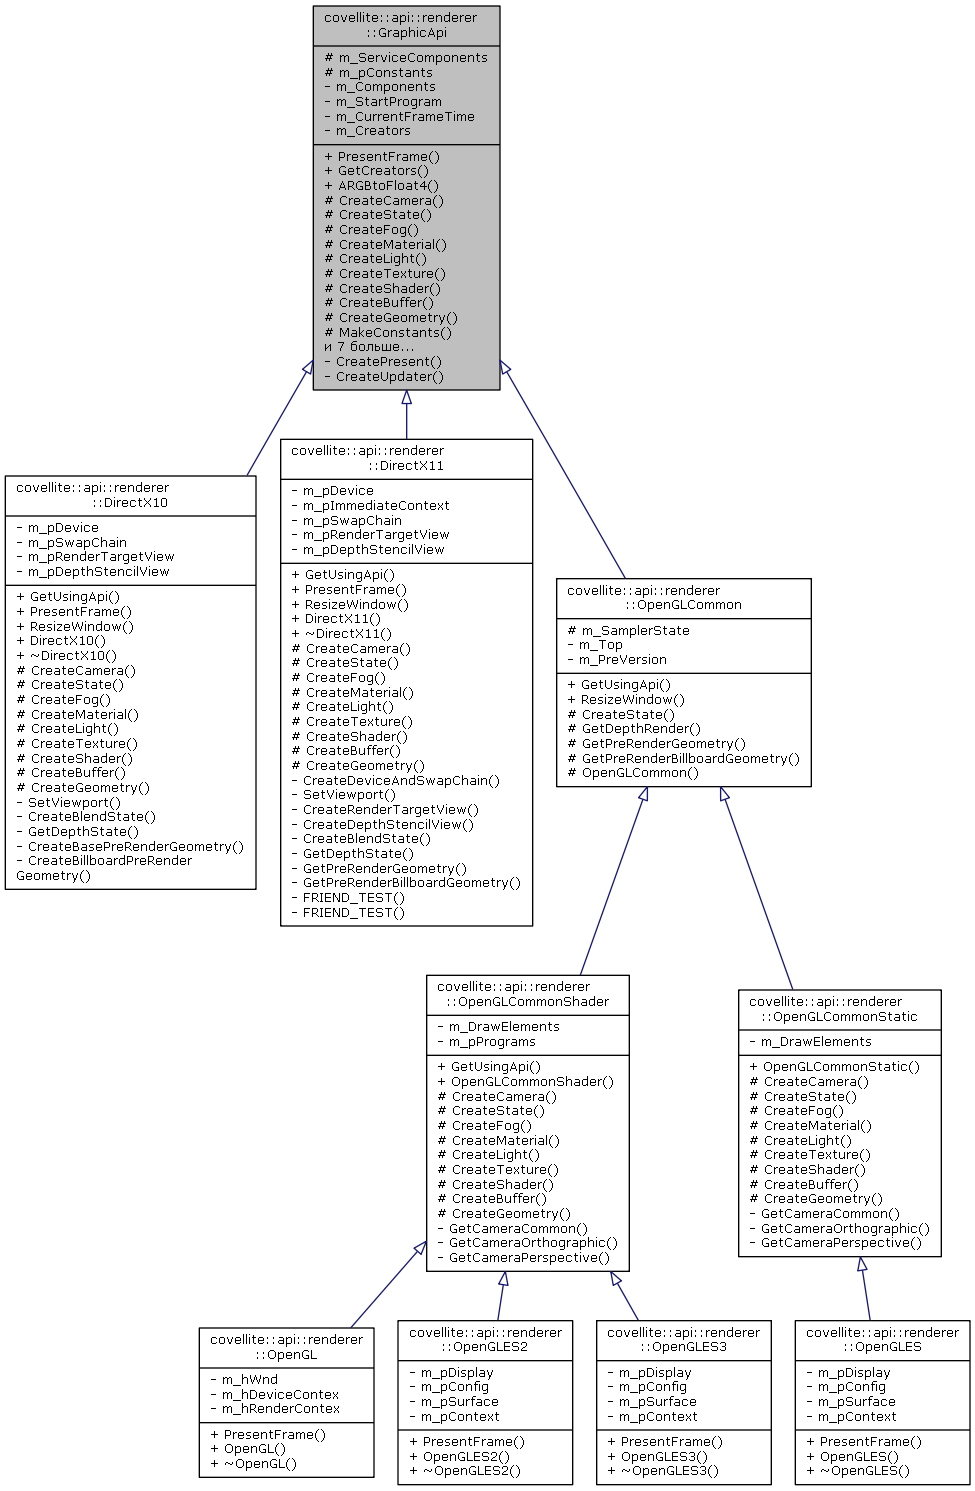 covellite::api::renderer
::GraphicApi
# m_ServiceComponents
# m_pConstants
- m_Components
- m_StartProgram
- m_CurrentFrameTime
- m_Creators
+ PresentFrame()
+ GetCreators()
+ ARGBtoFloat4()
# CreateCamera()
# CreateState()
# CreateFog()
# CreateMaterial()
# CreateLight()
# CreateTexture()
# CreateShader()
# CreateBuffer()
# CreateGeometry()
# MakeConstants()
и 7 больше...
- CreatePresent()
- CreateUpdater()
covellite::api::renderer
::DirectX10
- m_pDevice
- m_pSwapChain
- m_pRenderTargetView
- m_pDepthStencilView
+ GetUsingApi()
+ PresentFrame()
+ ResizeWindow()
+ DirectX10()
+ ~DirectX10()
# CreateCamera()
# CreateState()
# CreateFog()
# CreateMaterial()
# CreateLight()
# CreateTexture()
# CreateShader()
# CreateBuffer()
# CreateGeometry()
- SetViewport()
- CreateBlendState()
- GetDepthState()
- CreateBasePreRenderGeometry()
- CreateBillboardPreRender
Geometry()
covellite::api::renderer
::DirectX11
- m_pDevice
- m_pImmediateContext
- m_pSwapChain
- m_pRenderTargetView
- m_pDepthStencilView
+ GetUsingApi()
+ PresentFrame()
+ ResizeWindow()
+ DirectX11()
+ ~DirectX11()
# CreateCamera()
# CreateState()
# CreateFog()
# CreateMaterial()
# CreateLight()
# CreateTexture()
# CreateShader()
# CreateBuffer()
# CreateGeometry()
- CreateDeviceAndSwapChain()
- SetViewport()
- CreateRenderTargetView()
- CreateDepthStencilView()
- CreateBlendState()
- GetDepthState()
- GetPreRenderGeometry()
- GetPreRenderBillboardGeometry()
- FRIEND_TEST()
- FRIEND_TEST()
covellite::api::renderer
::OpenGLCommon
# m_SamplerState
- m_Top
- m_PreVersion
+ GetUsingApi()
+ ResizeWindow()
# CreateState()
# GetDepthRender()
# GetPreRenderGeometry()
# GetPreRenderBillboardGeometry()
# OpenGLCommon()
covellite::api::renderer
::OpenGLCommonShader
- m_DrawElements
- m_pPrograms
+ GetUsingApi()
+ OpenGLCommonShader()
# CreateCamera()
# CreateState()
# CreateFog()
# CreateMaterial()
# CreateLight()
# CreateTexture()
# CreateShader()
# CreateBuffer()
# CreateGeometry()
- GetCameraCommon()
- GetCameraOrthographic()
- GetCameraPerspective()
covellite::api::renderer
::OpenGLCommonStatic
- m_DrawElements
+ OpenGLCommonStatic()
# CreateCamera()
# CreateState()
# CreateFog()
# CreateMaterial()
# CreateLight()
# CreateTexture()
# CreateShader()
# CreateBuffer()
# CreateGeometry()
- GetCameraCommon()
- GetCameraOrthographic()
- GetCameraPerspective()
covellite::api::renderer
::OpenGL
- m_hWnd
- m_hDeviceContex
- m_hRenderContex
+ PresentFrame()
+ OpenGL()
+ ~OpenGL()
covellite::api::renderer
::OpenGLES2
- m_pDisplay
- m_pConfig
- m_pSurface
- m_pContext
+ PresentFrame()
+ OpenGLES2()
+ ~OpenGLES2()
covellite::api::renderer
::OpenGLES3
- m_pDisplay
- m_pConfig
- m_pSurface
- m_pContext
+ PresentFrame()
+ OpenGLES3()
+ ~OpenGLES3()
covellite::api::renderer
::OpenGLES
- m_pDisplay
- m_pConfig
- m_pSurface
- m_pContext
+ PresentFrame()
+ OpenGLES()
+ ~OpenGLES()